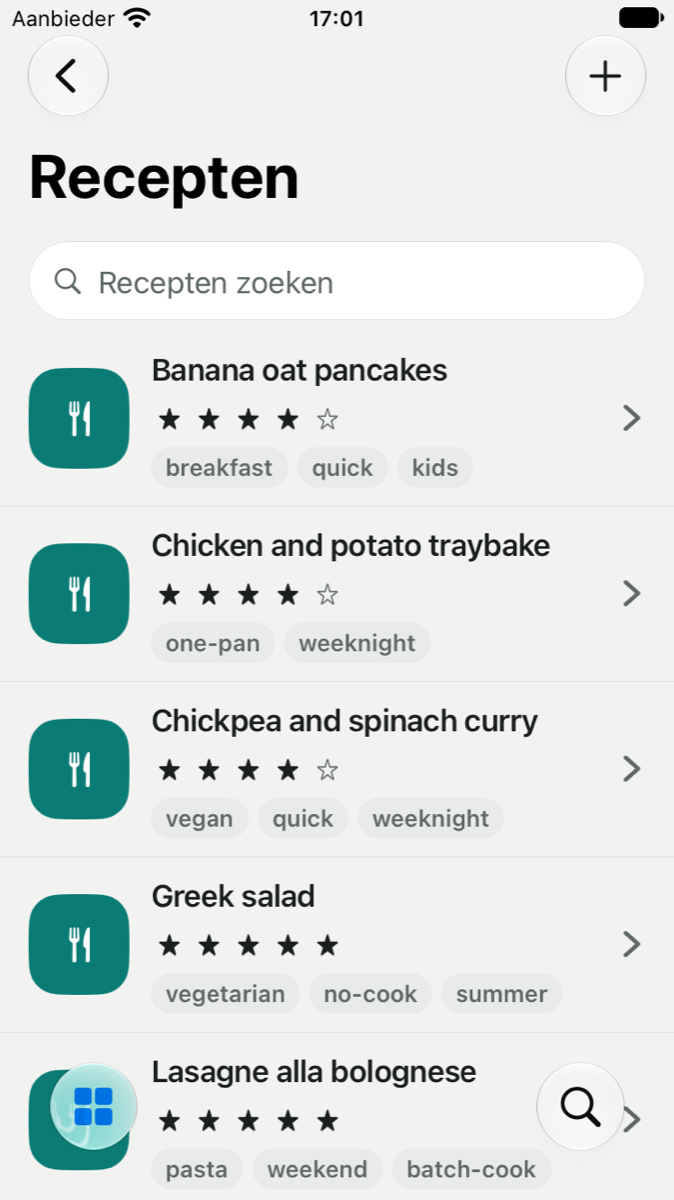 Aanbieder 17:01
Recepten
Recepten zoeken
Banana oat pancakes
★ ★ ★ ★ ☆
breakfast quick kids
Chicken and potato traybake
★ ★ ★ ★ ☆
one-pan weeknight
Chickpea and spinach curry
★ ★ ★ ★ ☆
vegan quick weeknight
Greek salad
★ ★ ★ ★ ★
vegetarian no-cook summer
Lasagne alla bolognese
★ ★ ★ ★ ★
pasta weekend batch-cook